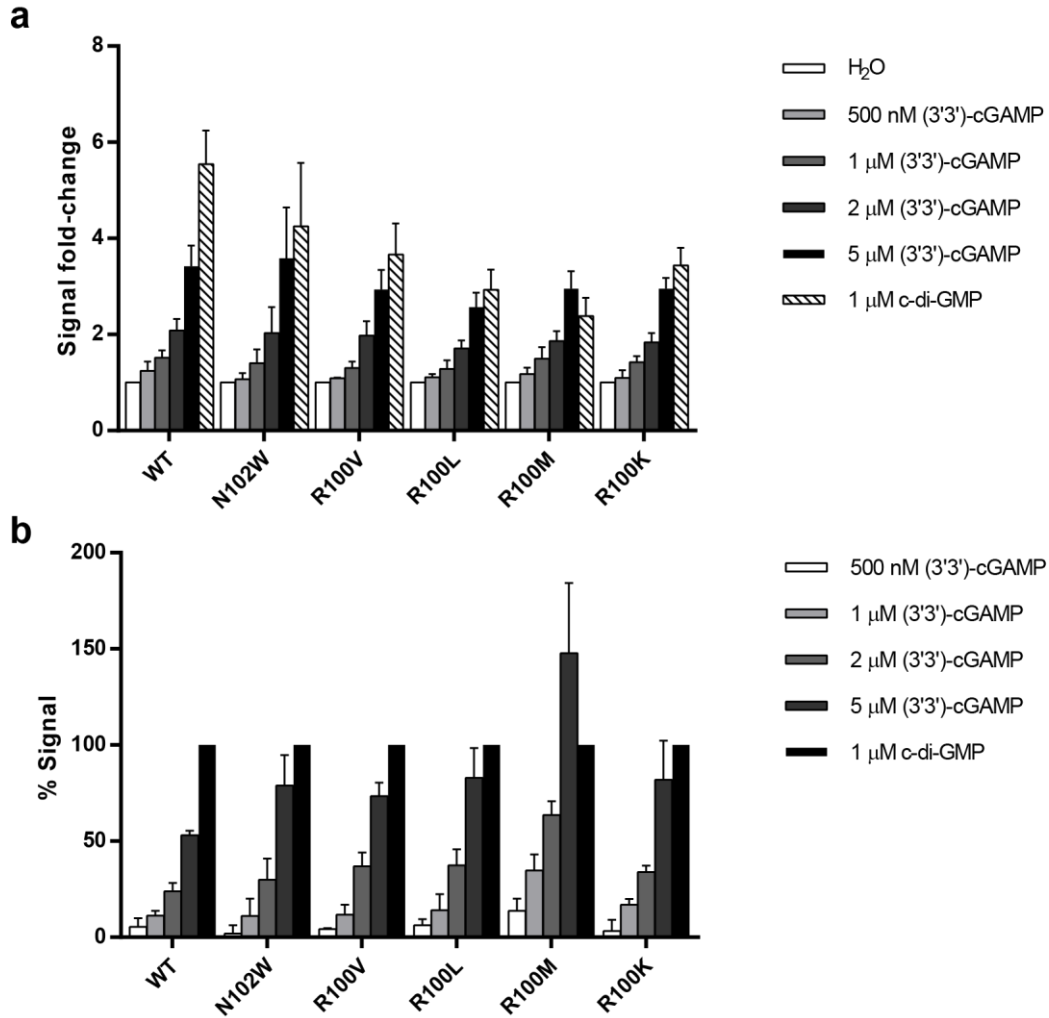 a
Signal fold-change
8
6
4
2
0
WT
N102W
R100V
R100L
R100M
R100K
H₂O
500 nM (3'3')-cGAMP
1 μM (3'3')-cGAMP
2 μM (3'3')-cGAMP
5 μM (3'3')-cGAMP
1 μM c-di-GMP
b
% Signal
200
150
100
50
0
WT
N102W
R100V
R100L
R100M
R100K
500 nM (3'3')-cGAMP
1 μM (3'3')-cGAMP
2 μM (3'3')-cGAMP
5 μM (3'3')-cGAMP
1 μM c-di-GMP